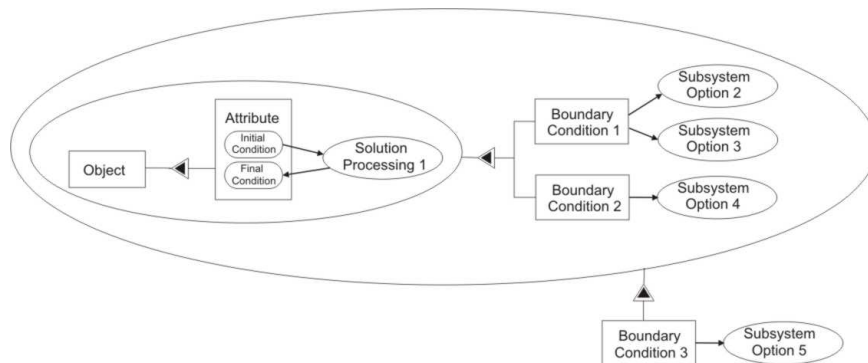 Object
Attribute
Initial
Condition
Final
Condition
Solution
Processing 1
Boundary
Condition 1
Boundary
Condition 2
Subsystem
Option 2
Subsystem
Option 3
Subsystem
Option 4
Boundary
Condition 3
Subsystem
Option 5